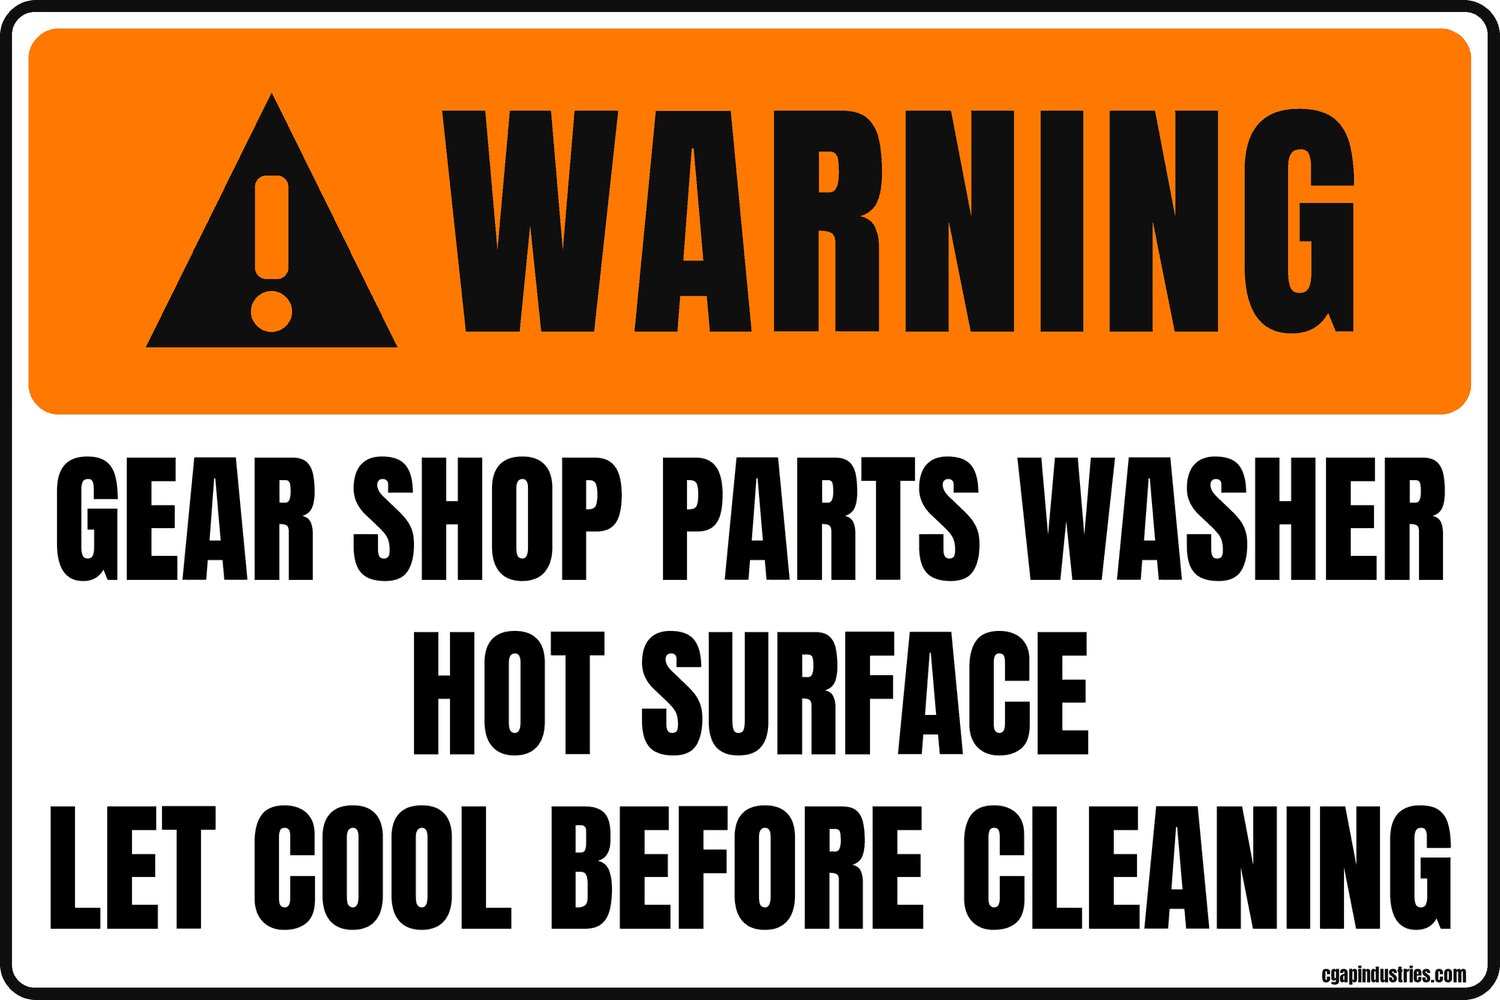 WARNING
GEAR SHOP PARTS WASHER
HOT SURFACE
LET COOL BEFORE CLEANING
cgapindustries.com